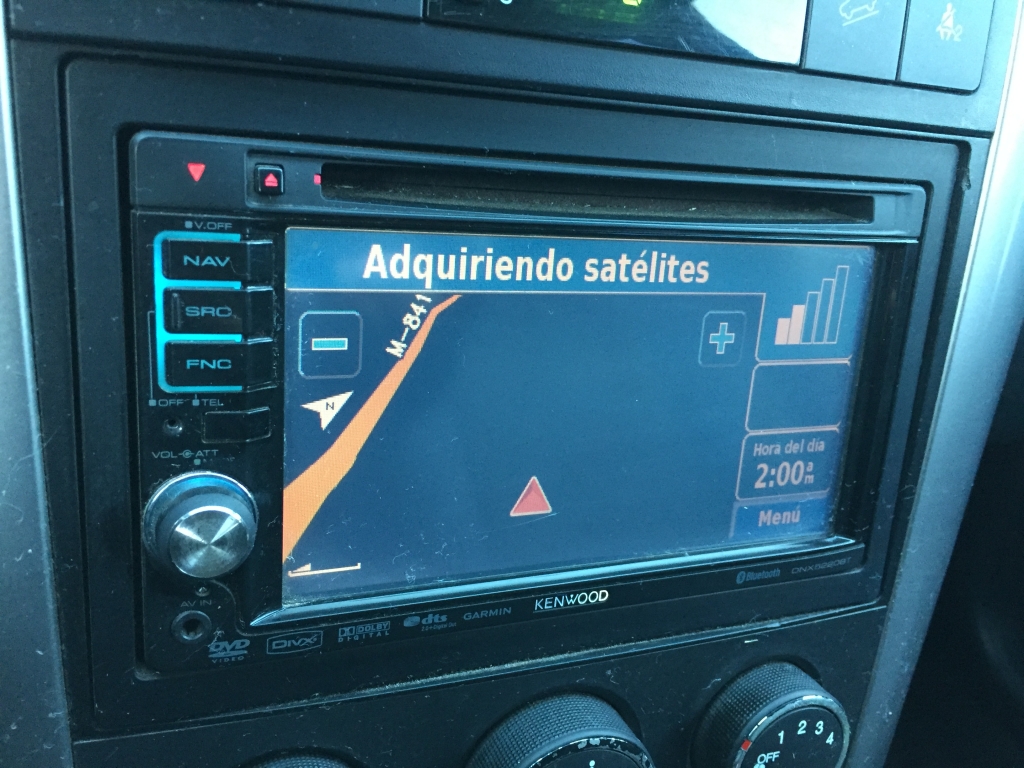 V.OFF
NAV
SRC
FNC
OFF TEL
VOL ATT
AV IN
Adquiriendo satélites
M-841
N
Hora del día
2:00 am
Menú
Bluetooth
KENWOOD
GARMIN
dts
DOLBY
DIGITAL
DIVX
DVD
VIDEO
1 2 3 4
OFF